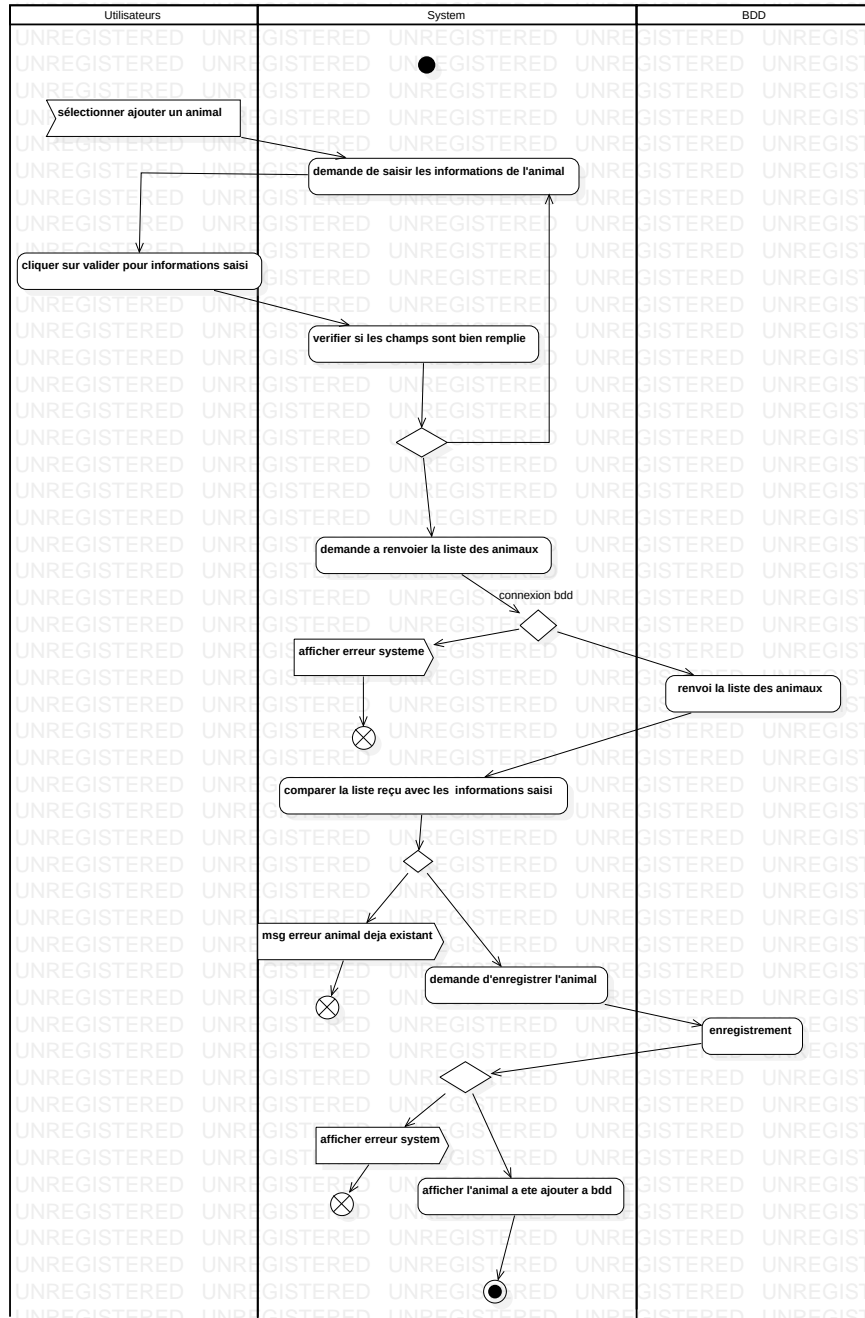 Utilisateurs
System
BDD
sélectionner ajouter un animal
demande de saisir les informations de l'animal
cliquer sur valider pour informations saisi
verifier si les champs sont bien remplie
demande a renvoier la liste des animaux
connexion bdd
afficher erreur systeme
renvoi la liste des animaux
comparer la liste reçu avec les informations saisi
msg erreur animal deja existant
demande d'enregistrer l'animal
enregistrement
afficher erreur system
afficher l'animal a ete ajouter a bdd
UNREGISTERED